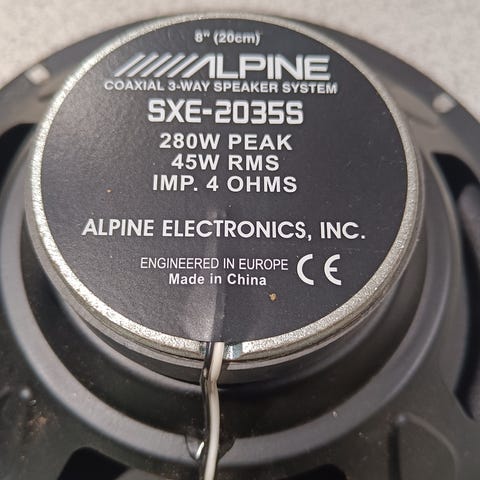 8" (20cm)
ALPINE
COAXIAL 3-WAY SPEAKER SYSTEM
SXE-2035S
280W PEAK
45W RMS
IMP. 4 OHMS
ALPINE ELECTRONICS, INC.
ENGINEERED IN EUROPE CE
Made in China